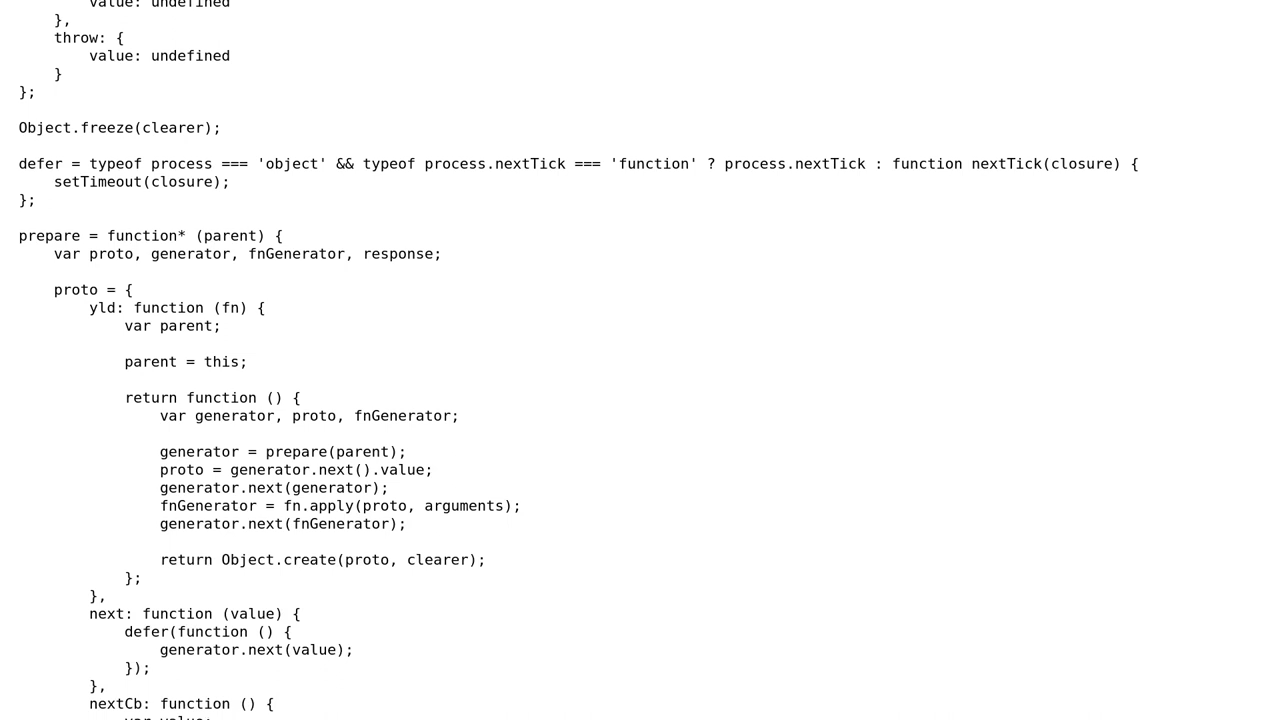 value: undefined
    },
    throw: {
        value: undefined
    }
};

Object.freeze(clearer);

defer = typeof process === 'object' && typeof process.nextTick === 'function' ? process.nextTick : function nextTick(closure) {
    setTimeout(closure);
};

prepare = function* (parent) {
    var proto, generator, fnGenerator, response;

    proto = {
        yld: function (fn) {
            var parent;

            parent = this;

            return function () {
                var generator, proto, fnGenerator;

                generator = prepare(parent);
                proto = generator.next().value;
                generator.next(generator);
                fnGenerator = fn.apply(proto, arguments);
                generator.next(fnGenerator);

                return Object.create(proto, clearer);
            };
        },
        next: function (value) {
            defer(function () {
                generator.next(value);
            });
        },
        nextCb: function () {
            var value;